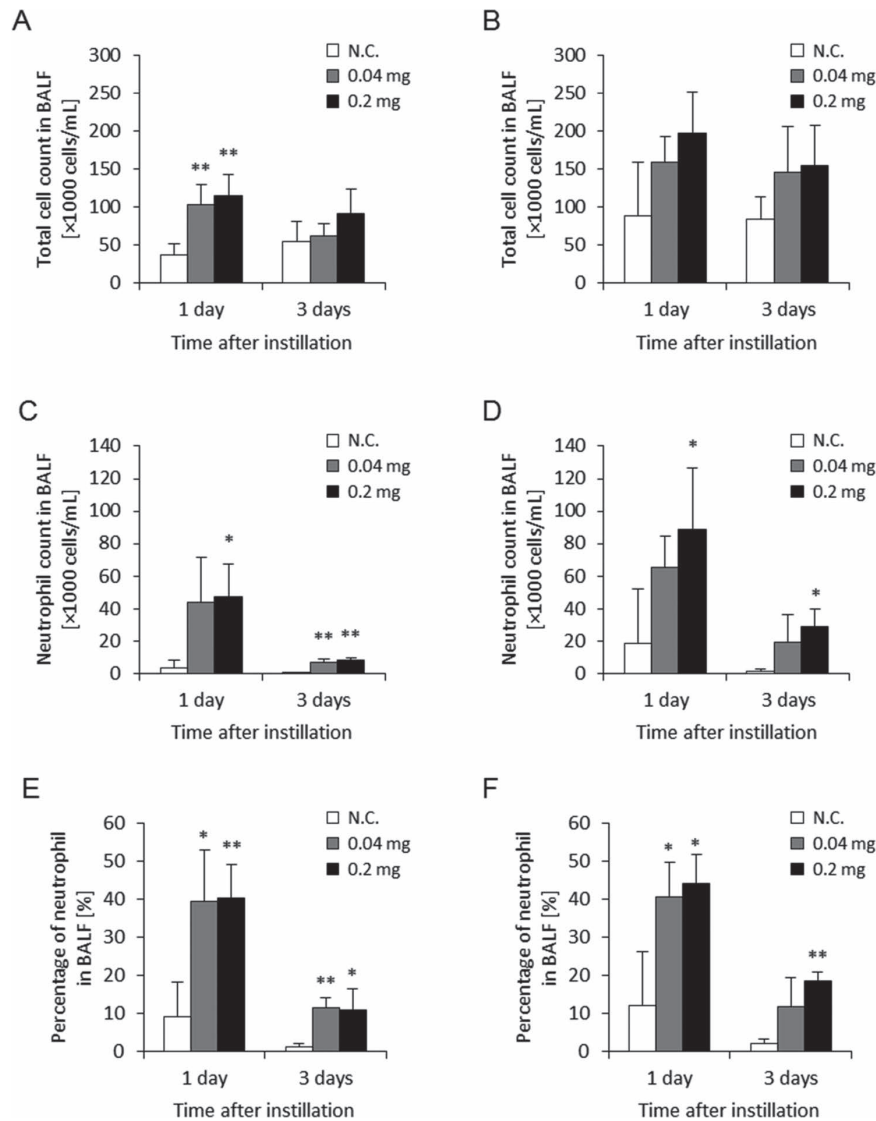 A
Total cell count in BALF
[×1000 cells/mL]
300
250
200
150
100
50
0
N.C.
0.04 mg
0.2 mg
** **
1 day 3 days
Time after instillation
B
Total cell count in BALF
[×1000 cells/mL]
300
250
200
150
100
50
0
N.C.
0.04 mg
0.2 mg
1 day 3 days
Time after instillation
C
Neutrophil count in BALF
[×1000 cells/mL]
140
120
100
80
60
40
20
0
N.C.
0.04 mg
0.2 mg
*
** **
1 day 3 days
Time after instillation
D
Neutrophil count in BALF
[×1000 cells/mL]
140
120
100
80
60
40
20
0
N.C.
0.04 mg
0.2 mg
*
*
1 day 3 days
Time after instillation
E
Percentage of neutrophil
in BALF [%]
60
50
40
30
20
10
0
N.C.
0.04 mg
0.2 mg
* **
** *
1 day 3 days
Time after instillation
F
Percentage of neutrophil
in BALF [%]
60
50
40
30
20
10
0
N.C.
0.04 mg
0.2 mg
* *
**
1 day 3 days
Time after instillation